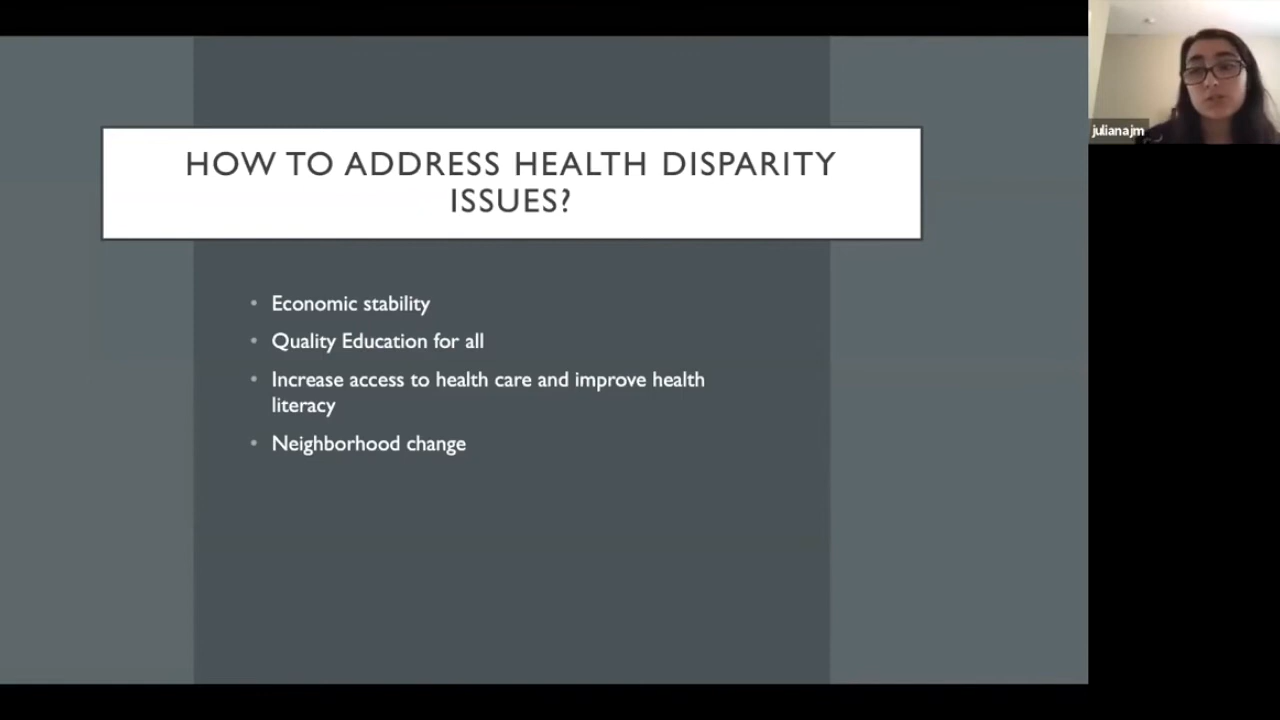 HOW TO ADDRESS HEALTH DISPARITY
ISSUES?
• Economic stability
• Quality Education for all
• Increase access to health care and improve health
literacy
• Neighborhood change
julianajm